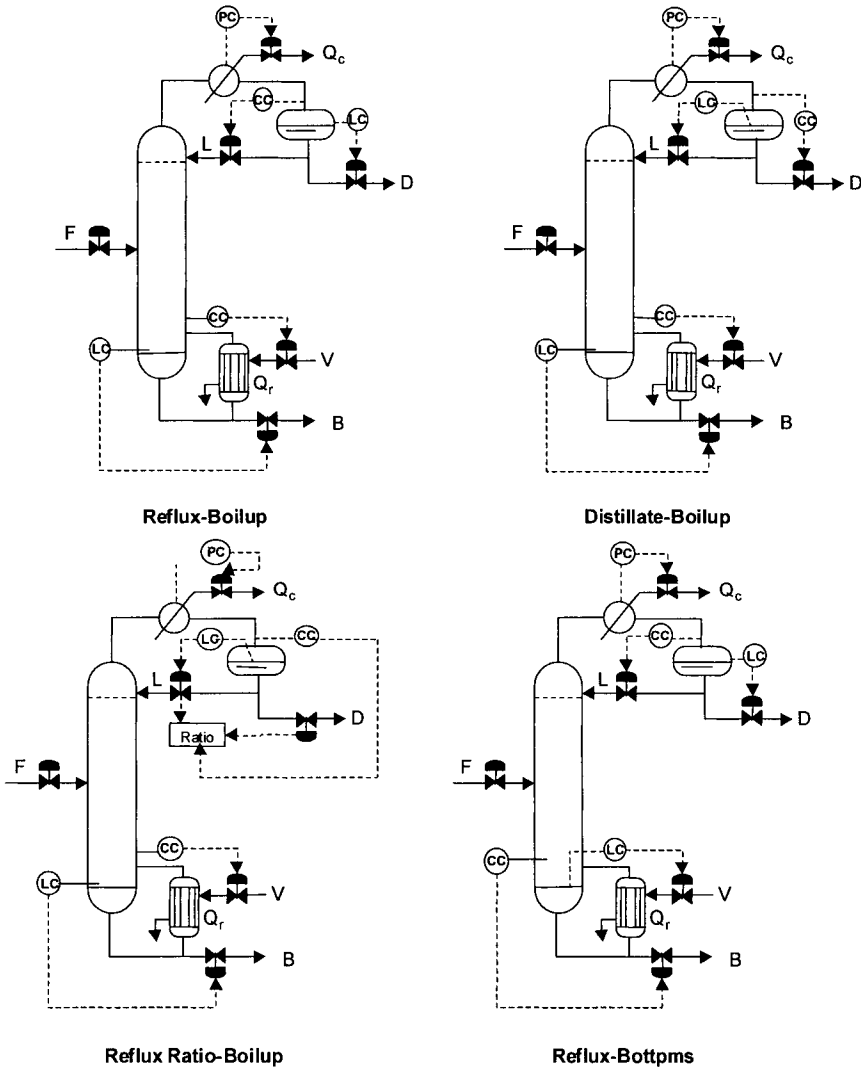 PC
Qc
CC
LC
L
D
F
CC
LC
V
Qr
B
Reflux-Boilup
PC
Qc
LC
CC
L
D
F
CC
LC
V
Qr
B
Distillate-Boilup
PC
Qc
LC
CC
L
D
Ratio
F
CC
LC
V
Qr
B
Reflux Ratio-Boilup
PC
Qc
CC
LC
L
D
F
LC
CC
V
Qr
B
Reflux-Bottpms